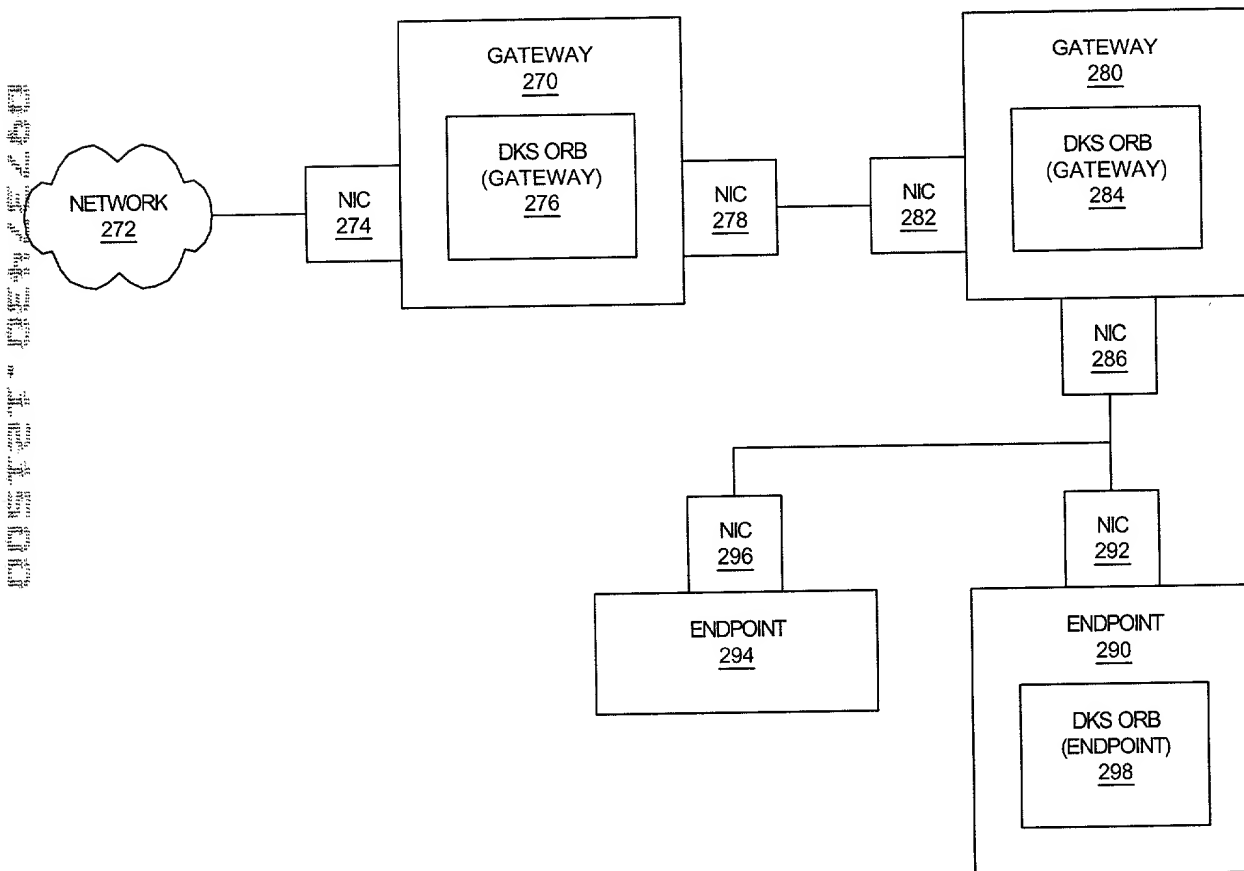 GATEWAY
270
DKS ORB
(GATEWAY)
276
NETWORK
272
NIC
274
NIC
278
NIC
282
GATEWAY
280
DKS ORB
(GATEWAY)
284
NIC
286
NIC
296
ENDPOINT
294
NIC
292
ENDPOINT
290
DKS ORB
(ENDPOINT)
298